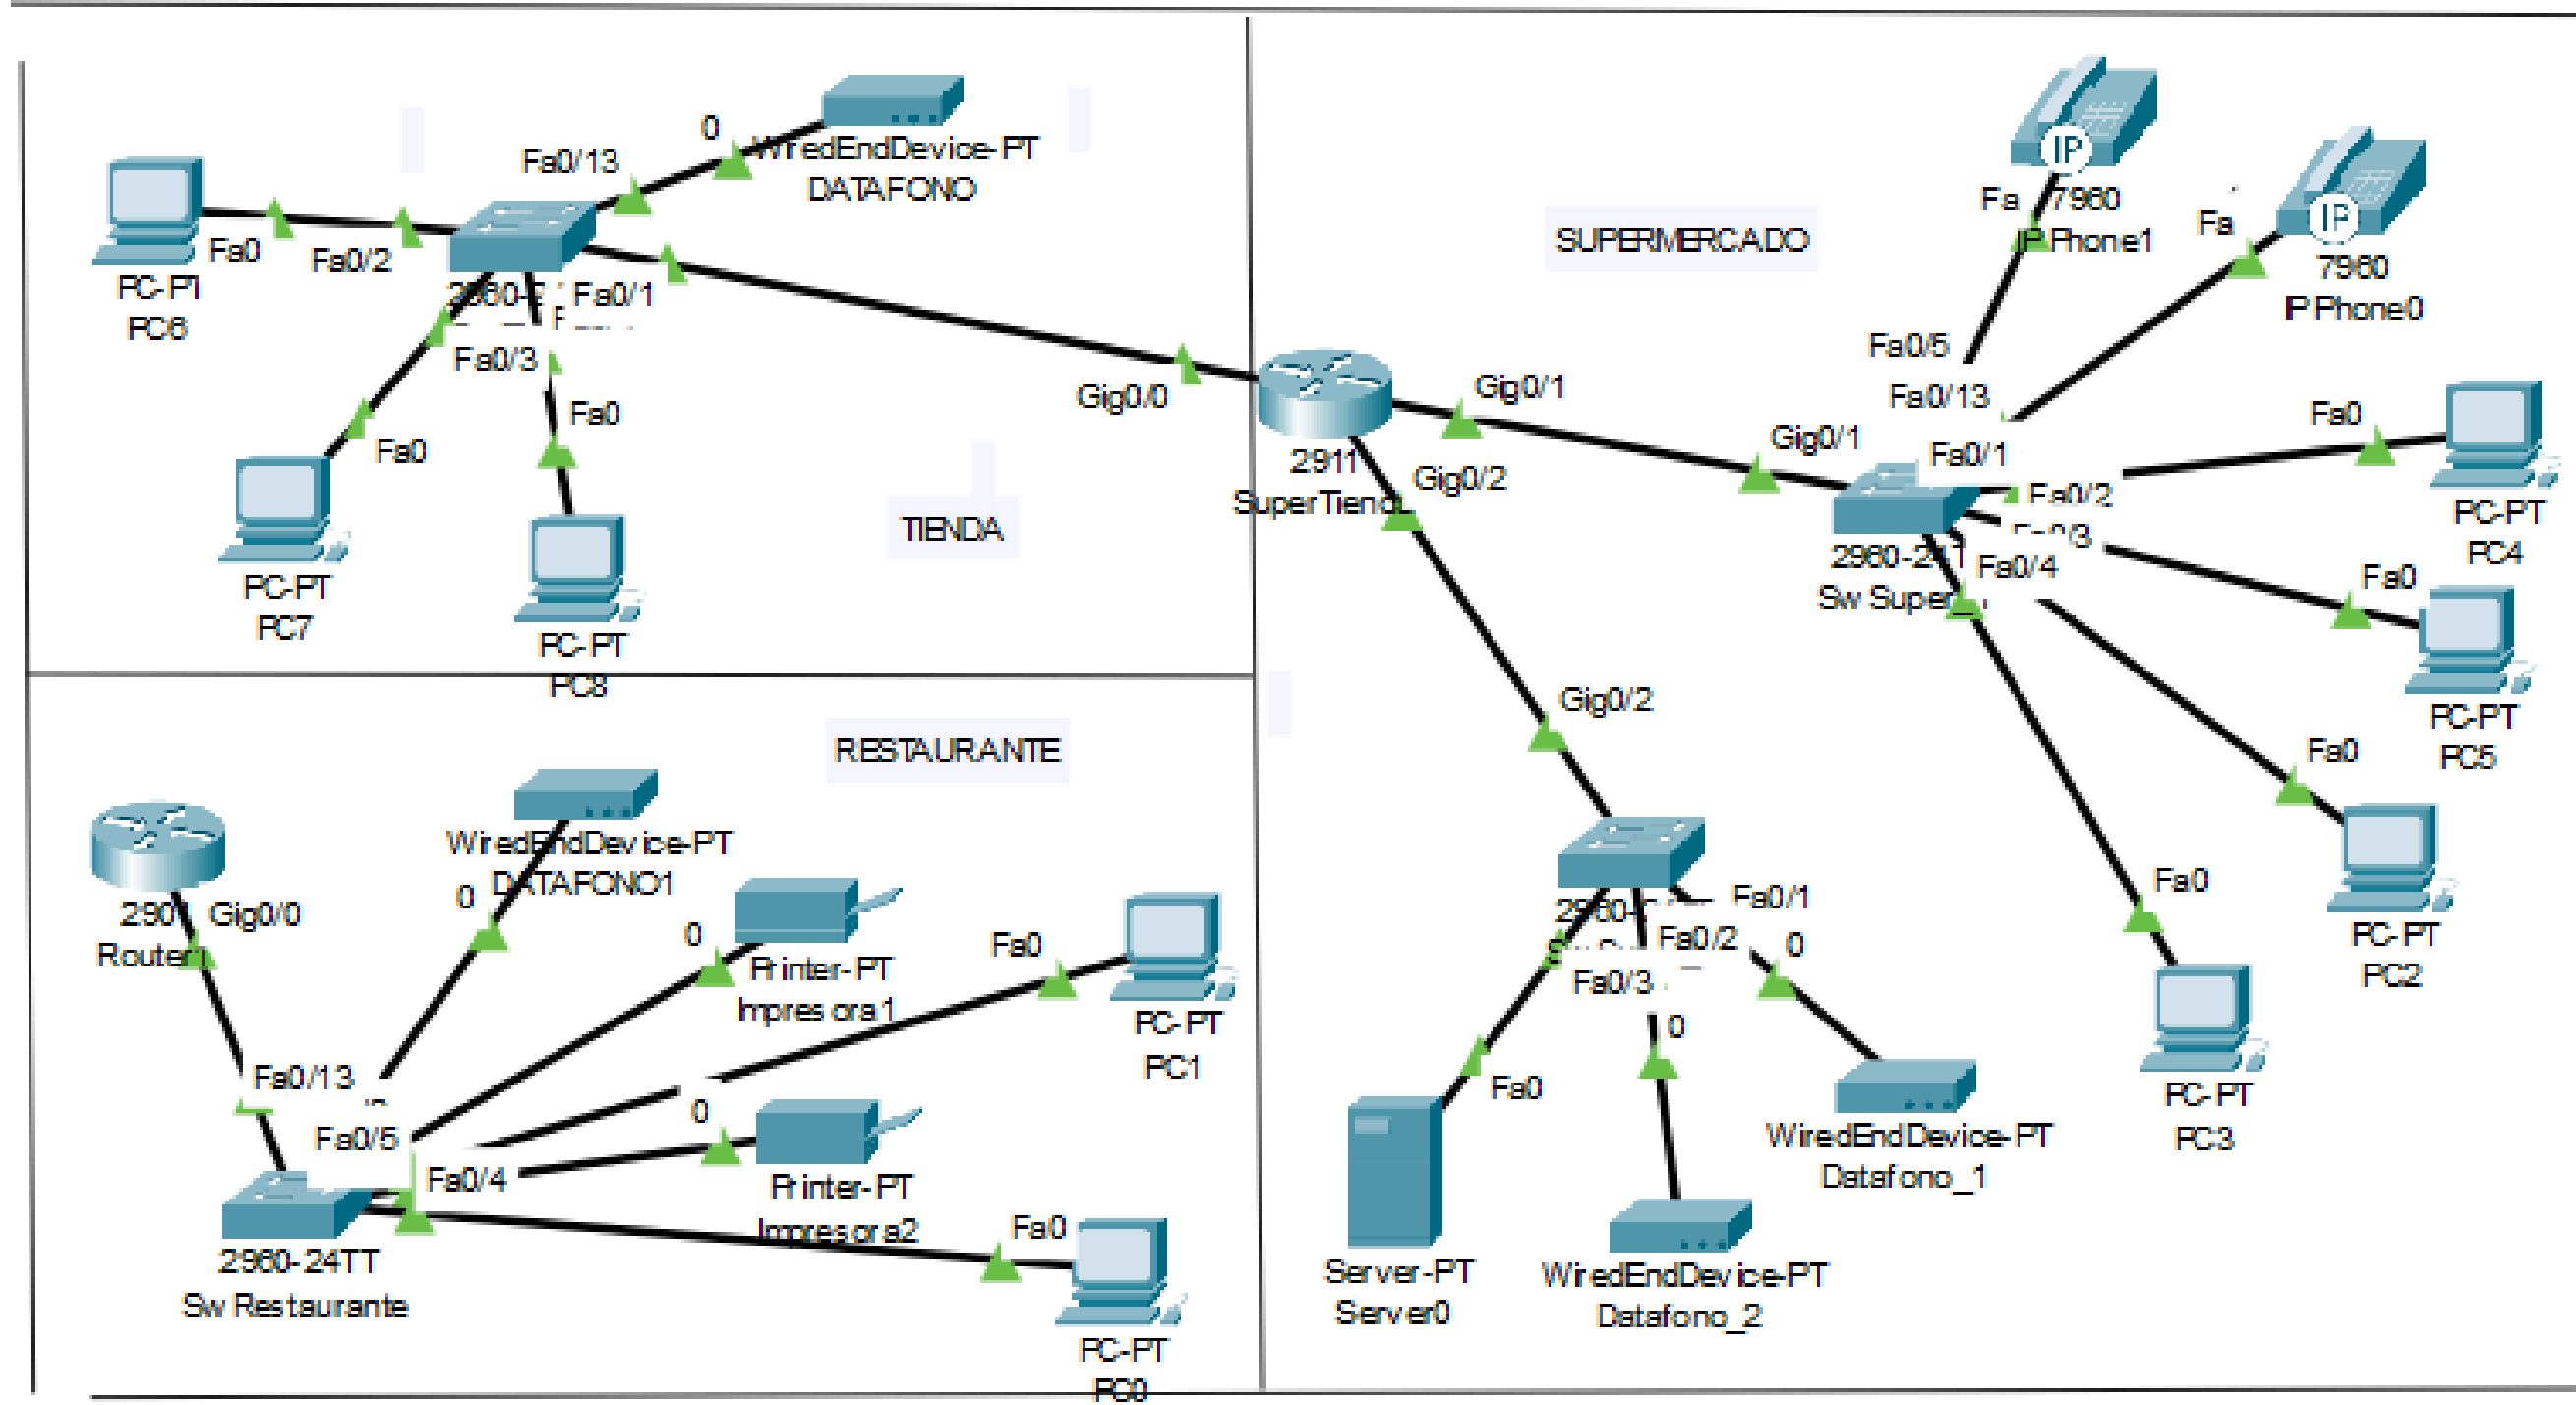 WiredEndDevice-PT
DATAFONO
0
Fa0/13
PC-PT
PC6
Fa0
Fa0/2
Fa0/1
Fa0/3
Fa0
PC-PT
PC7
Fa0
PC-PT
PC8
TIENDA
Gig0/0
2911
Gig0/1
Gig0/2
SUPERMERCADO
Fa
7960
IP
IP Phone1
Fa
IP
7960
IP Phone0
Fa0/5
Fa0/13
Fa0/1
Fa0/2
Fa0/4
Gig0/1
Fa0
PC-PT
PC4
Fa0
PC-PT
PC5
Fa0
PC-PT
PC2
Fa0
PC-PT
PC3
Gig0/2
Fa0/1
Fa0/2
Fa0/3
0
0
Fa0
WiredEndDevice-PT
Datafono_1
WiredEndDevice-PT
Datafono_2
Server-PT
Server0
RESTAURANTE
WiredEndDevice-PT
DATAFONO1
0
Gig0/0
0
Printer-PT
Impresora1
Fa0
PC-PT
PC1
Fa0/13
Fa0/5
Fa0/4
0
Printer-PT
Impresora2
2960-24TT
Sw Restaurante
Fa0
PC-PT
PC0